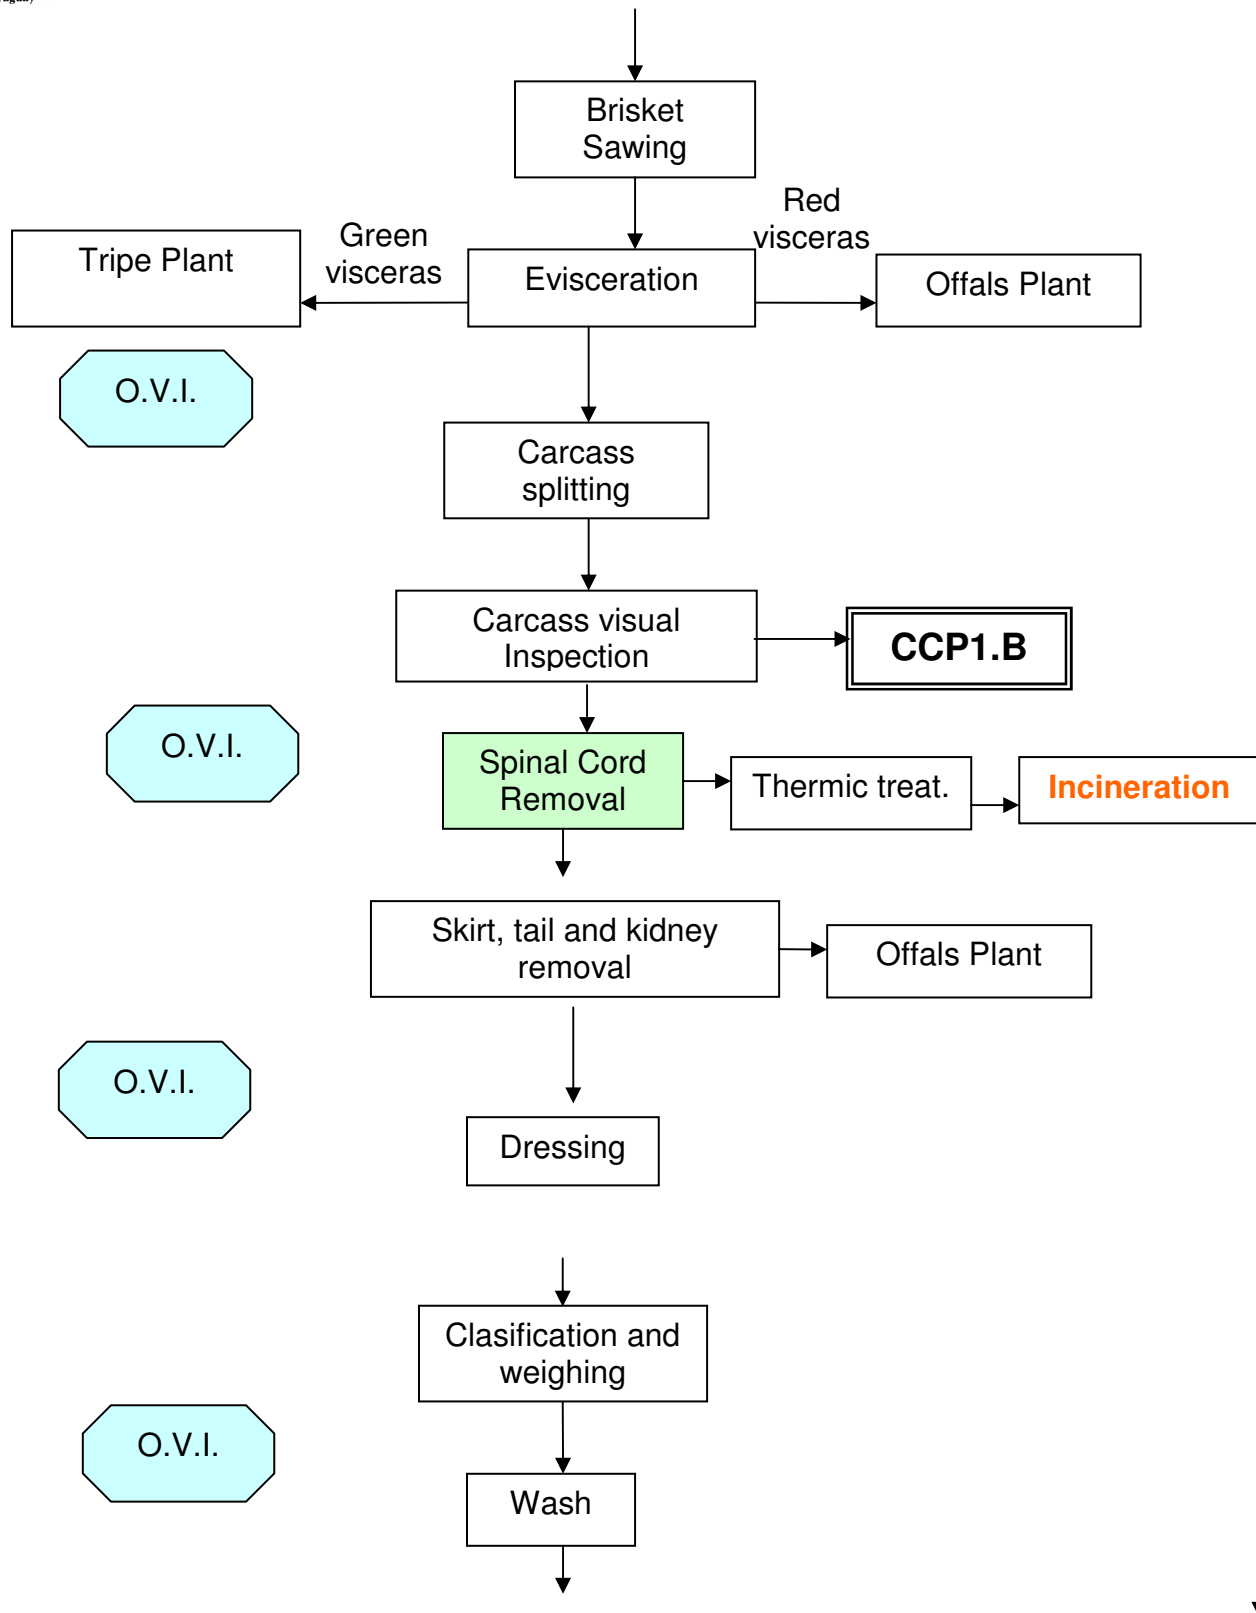 Brisket
Sawing
Red
visceras
Green
visceras
Tripe Plant
Evisceration
Offals Plant
O.V.I.
Carcass
splitting
Carcass visual
Inspection
CCP1.B
O.V.I.
Spinal Cord
Removal
Thermic treat.
Incineration
Skirt, tail and kidney
removal
Offals Plant
O.V.I.
Dressing
Clasification and
weighing
O.V.I.
Wash